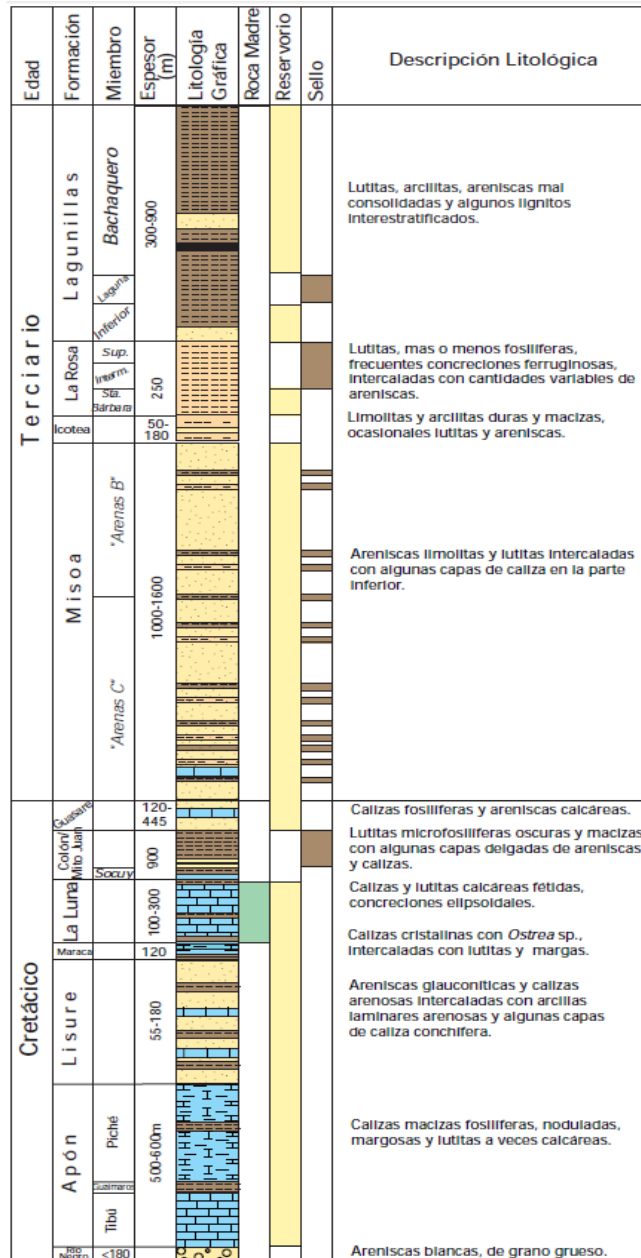 Edad
Formación
Miembro
Espesor
(m)
Litología
Gráfica
Roca Madre
Reservorio
Sello
Descripción Litológica
Terciario
Lagunillas
Bachaquero
Laguna
Inferior
300-900
Lutitas, arcilitas, areniscas mal
consolidadas y algunos lignitos
interestratificados.
La Rosa
Sup.
Interm.
Sta.
Bárbara
250
Lutitas, mas o menos fosilíferas,
frecuentes concreciones ferruginosas,
intercaladas con cantidades variables de
areniscas.
Icotea
50-
180
Limolitas y arcilitas duras y macizas,
ocasionales lutitas y areniscas.
Misoa
"Arenas B"
"Arenas C"
1000-1600
Areniscas limolitas y lutitas intercaladas
con algunas capas de caliza en la parte
inferior.
Cretácico
Guasare
120-
445
Calizas fosilíferas y areniscas calcáreas.
Colón/
Mito Juan
Socuy
900
Lutitas microfosilíferas oscuras y macizas
con algunas capas delgadas de areniscas
y calizas.
La Luna
100-300
Calizas y lutitas calcáreas fétidas,
concreciones elipsoidales.
Maraca
120
Calizas cristalinas con Ostrea sp.,
intercaladas con lutitas y margas.
Lisure
55-180
Areniscas glauconíticas y calizas
arenosas intercaladas con arcillas
laminares arenosas y algunas capas
de caliza conchífera.
Apón
Piché
Guáimaros
Tibú
500-600m
Calizas macizas fosilíferas, noduladas,
margosas y lutitas a veces calcáreas.
Río
Negro
<180
Areniscas blancas, de grano grueso.